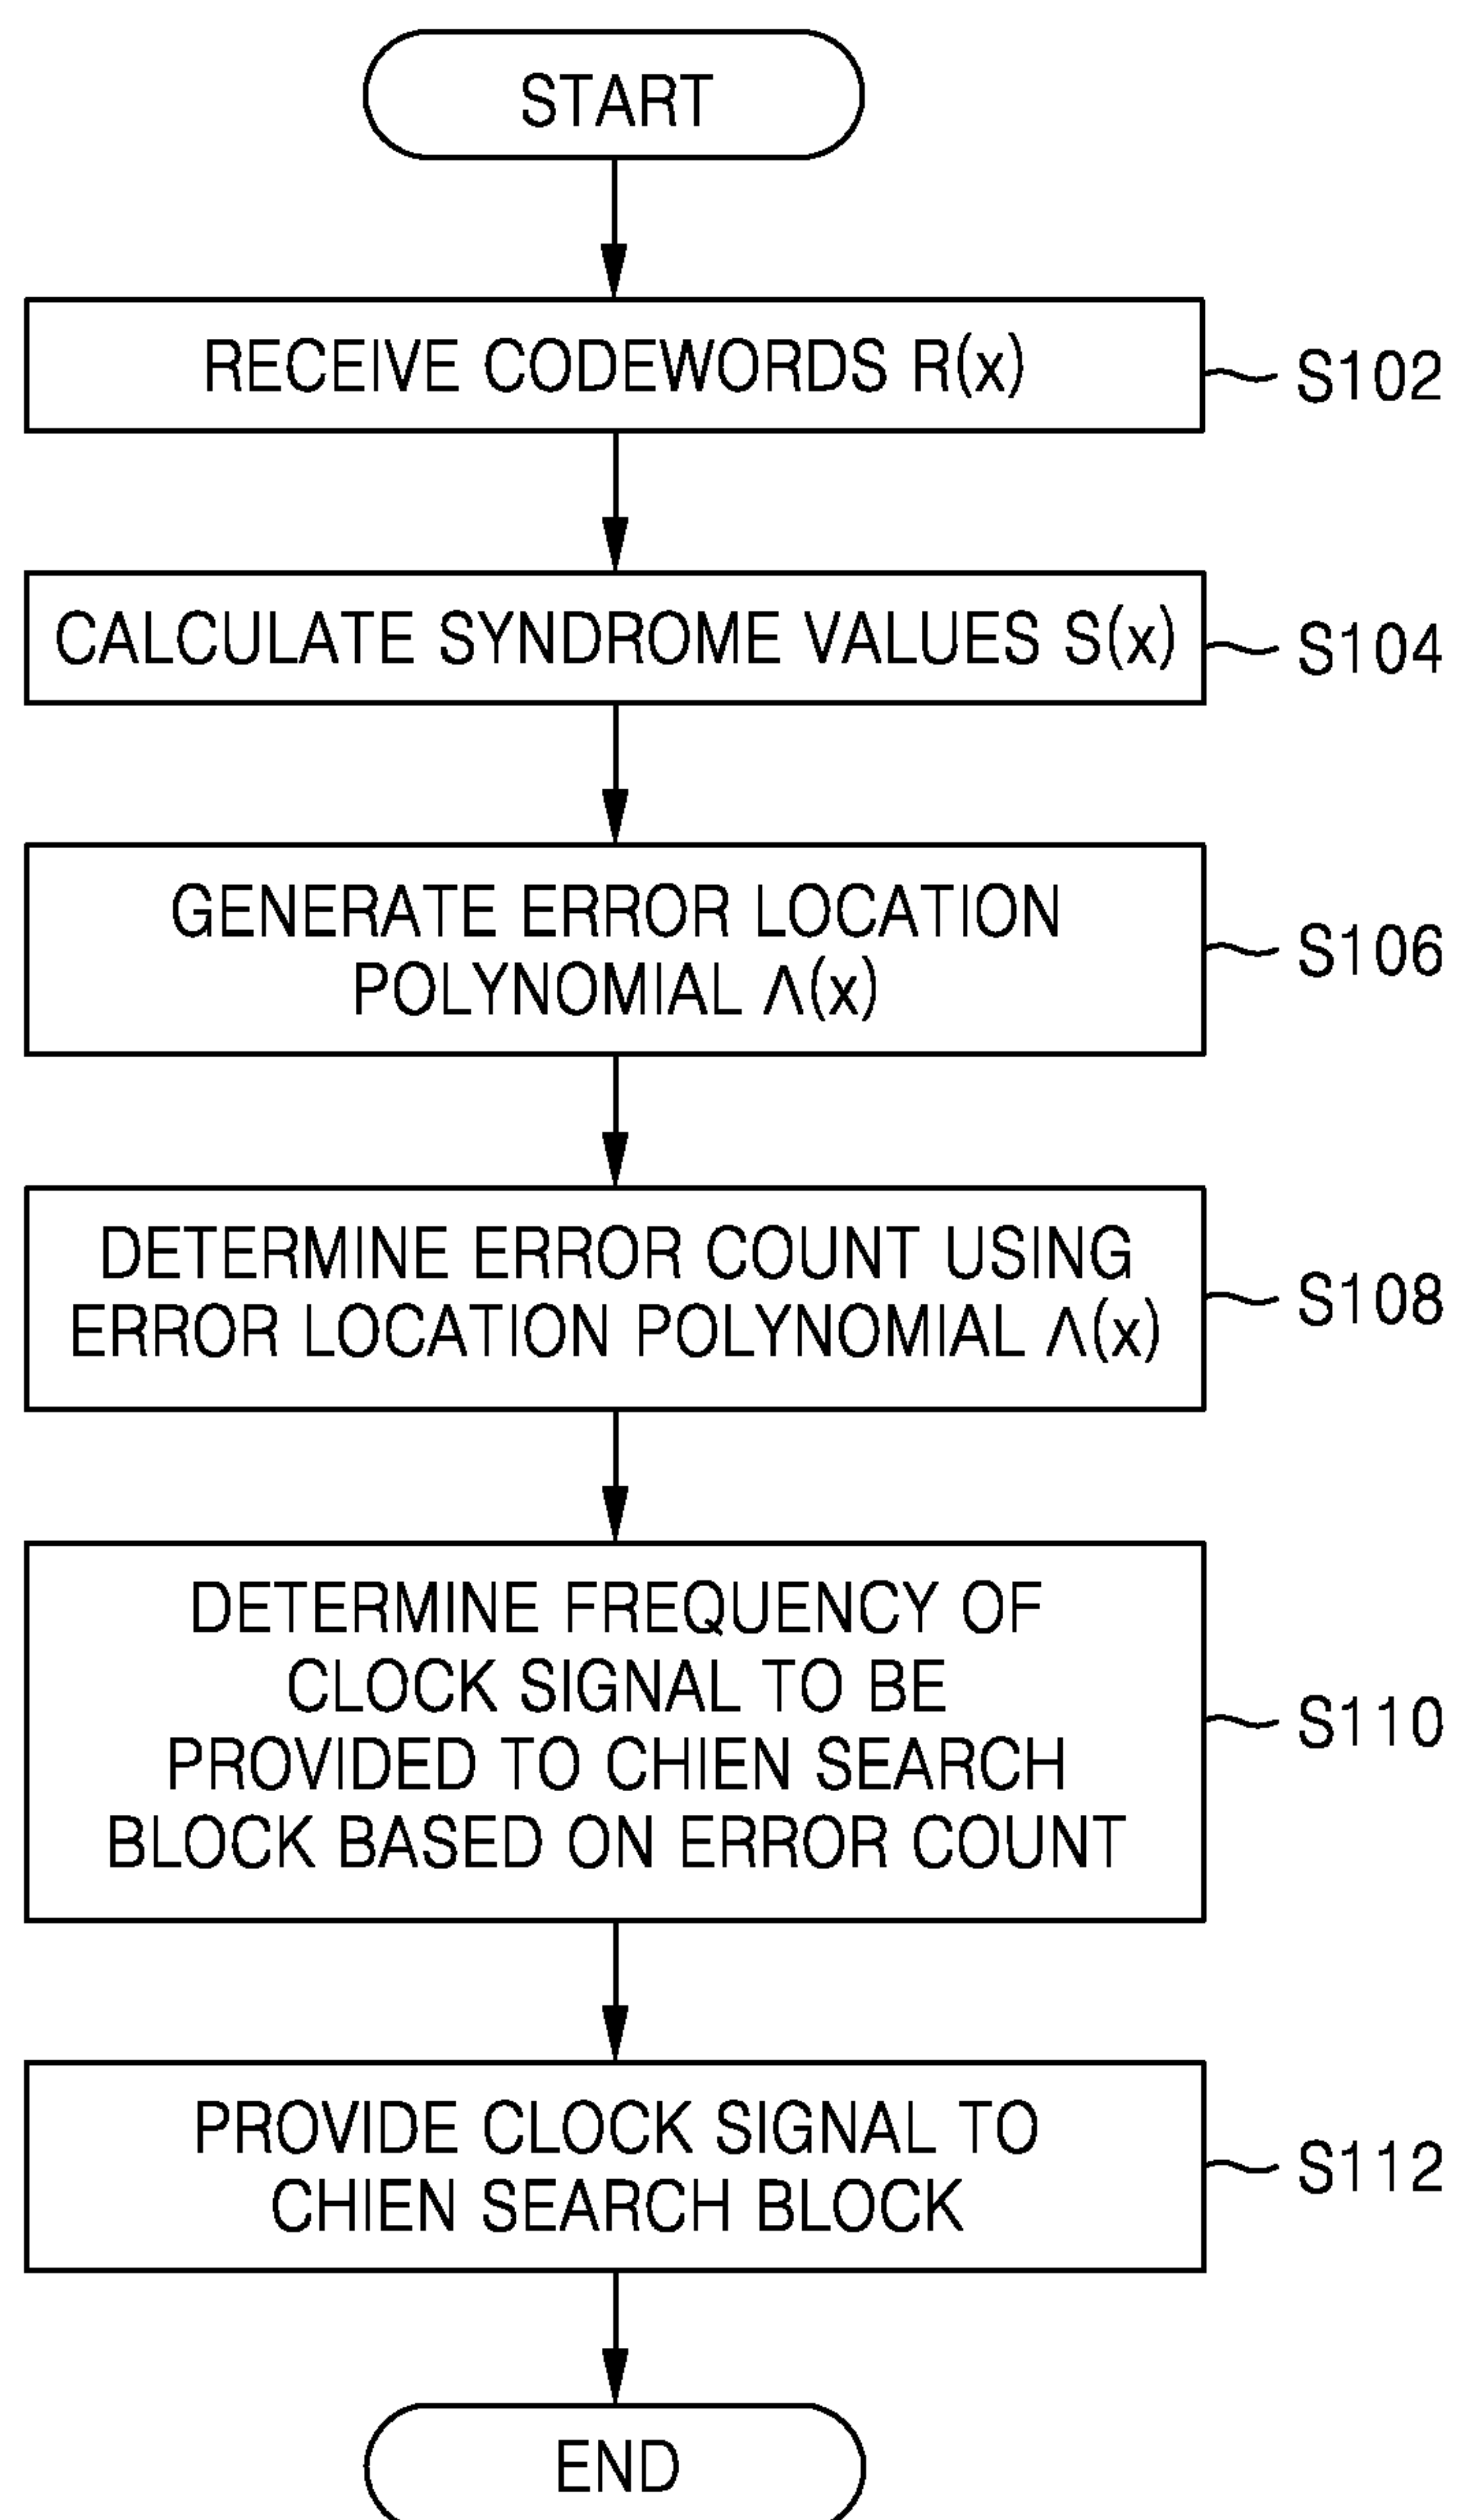 START
RECEIVE CODEWORDS R(x)
S102
CALCULATE SYNDROME VALUES S(x)
S104
GENERATE ERROR LOCATION
POLYNOMIAL Λ(x)
S106
DETERMINE ERROR COUNT USING
ERROR LOCATION POLYNOMIAL Λ(x)
S108
DETERMINE FREQUENCY OF
CLOCK SIGNAL TO BE
PROVIDED TO CHIEN SEARCH
BLOCK BASED ON ERROR COUNT
S110
PROVIDE CLOCK SIGNAL TO
CHIEN SEARCH BLOCK
S112
END